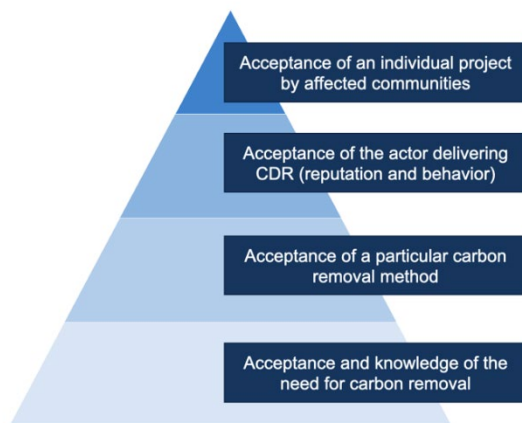 Acceptance of an individual project
by affected communities
Acceptance of the actor delivering
CDR (reputation and behavior)
Acceptance of a particular carbon
removal method
Acceptance and knowledge of the
need for carbon removal